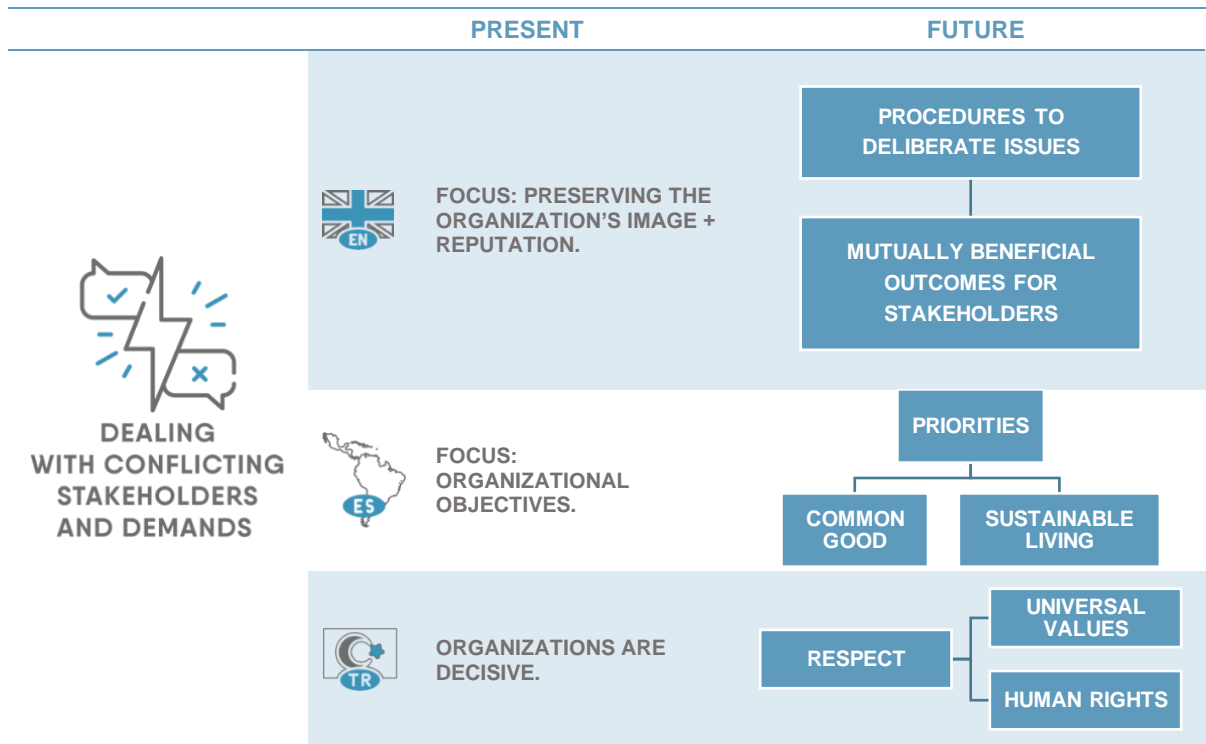 PRESENT
FUTURE
DEALING
WITH CONFLICTING
STAKEHOLDERS
AND DEMANDS
EN
FOCUS: PRESERVING THE
ORGANIZATION’S IMAGE +
REPUTATION.
PROCEDURES TO
DELIBERATE ISSUES
MUTUALLY BENEFICIAL
OUTCOMES FOR
STAKEHOLDERS
ES
FOCUS:
ORGANIZATIONAL
OBJECTIVES.
PRIORITIES
COMMON
GOOD
SUSTAINABLE
LIVING
TR
ORGANIZATIONS ARE
DECISIVE.
RESPECT
UNIVERSAL
VALUES
HUMAN RIGHTS